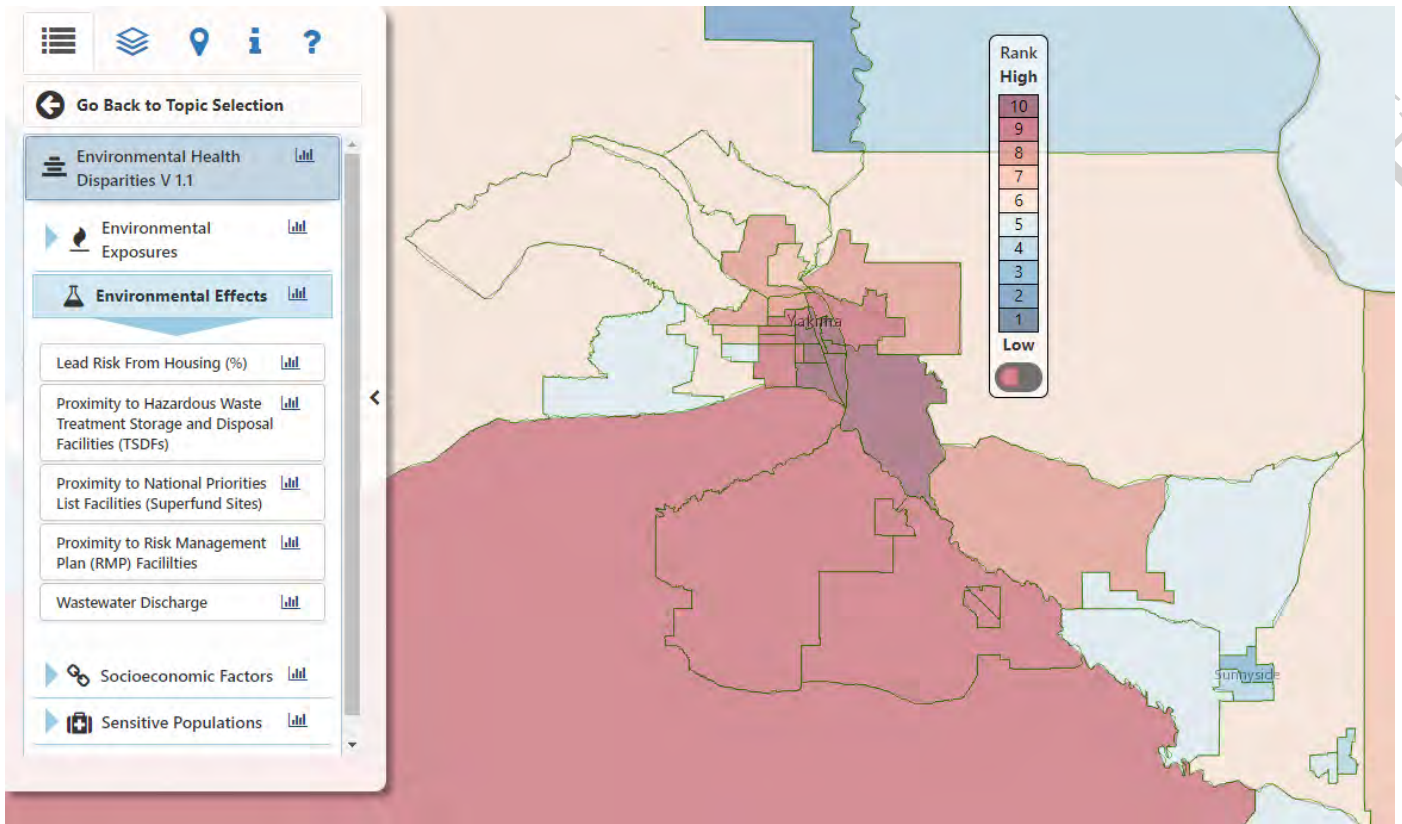 ?
Go Back to Topic Selection
Environmental Health
Disparities V 1.1
Environmental
Exposures
Environmental Effects
Lead Risk From Housing (%)
Proximity to Hazardous Waste
Treatment Storage and Disposal
Facilities (TSDFs)
Proximity to National Priorities
List Facilities (Superfund Sites)
Proximity to Risk Management
Plan (RMP) Facililties
Wastewater Discharge
Socioeconomic Factors
Sensitive Populations
Rank
High
10
9
8
7
6
5
4
3
2
1
Low
Yakima
Sunnyside